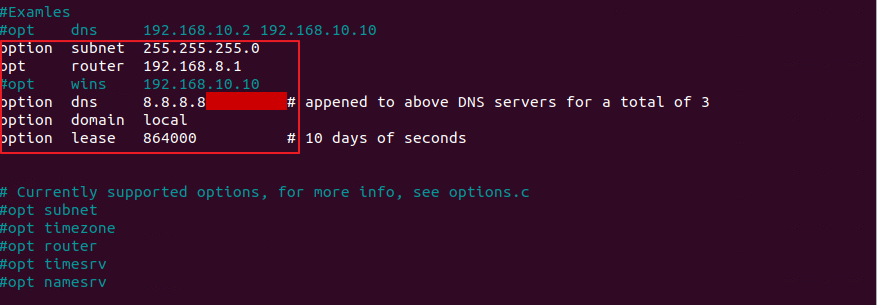 #Examles
#opt dns 192.168.10.2 192.168.10.10
option subnet 255.255.255.0
opt router 192.168.8.1
#opt wins 192.168.10.10
option dns 8.8.8.8 # appened to above DNS servers for a total of 3
option domain local
option lease 864000 # 10 days of seconds
# Currently supported options, for more info, see options.c
#opt subnet
#opt timezone
#opt router
#opt timesrv
#opt namesrv